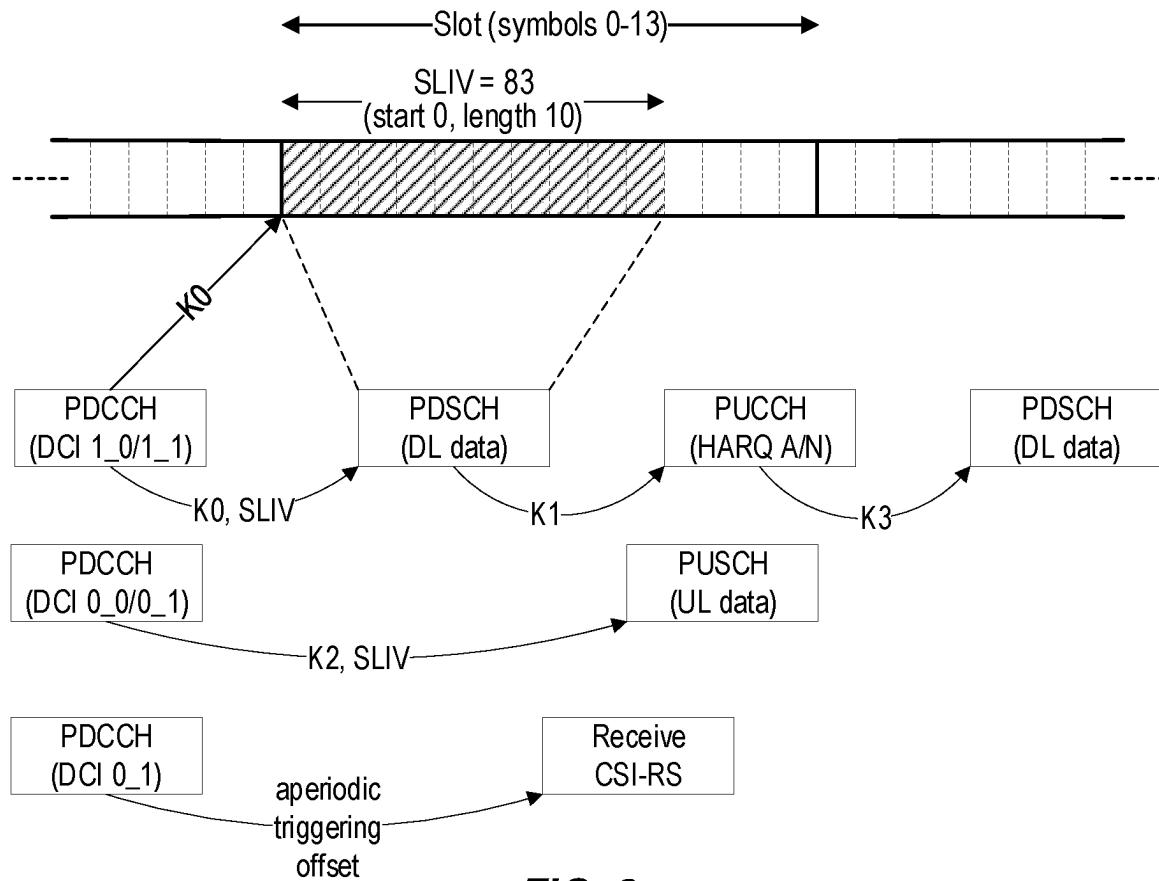 Slot (symbols 0-13)
SLIV = 83
(start 0, length 10)
K0
PDCCH
(DCI 1_0/1_1)
PDSCH
(DL data)
PUCCH
(HARQ A/N)
PDSCH
(DL data)
K0, SLIV
K1
K3
PDCCH
(DCI 0_0/0_1)
PUSCH
(UL data)
K2, SLIV
PDCCH
(DCI 0_1)
Receive
CSI-RS
aperiodic
triggering
offset